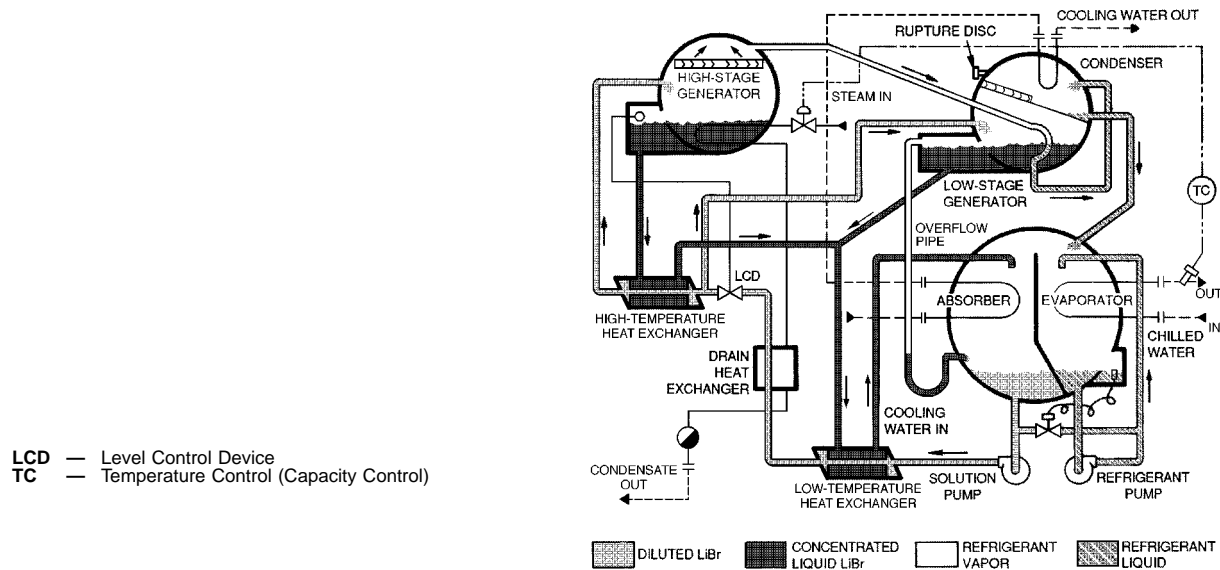 COOLING WATER OUT
RUPTURE DISC
CONDENSER
HIGH-STAGE
GENERATOR
STEAM IN
TC
LOW-STAGE
GENERATOR
OVERFLOW
PIPE
LCD
ABSORBER
EVAPORATOR
OUT
IN
CHILLED
WATER
HIGH-TEMPERATURE
HEAT EXCHANGER
DRAIN
HEAT
EXCHANGER
COOLING
WATER IN
CONDENSATE
OUT
LOW-TEMPERATURE
HEAT EXCHANGER
SOLUTION
PUMP
REFRIGERANT
PUMP
LCD — Level Control Device
TC — Temperature Control (Capacity Control)
DILUTED LiBr
CONCENTRATED
LIQUID LiBr
REFRIGERANT
VAPOR
REFRIGERANT
LIQUID